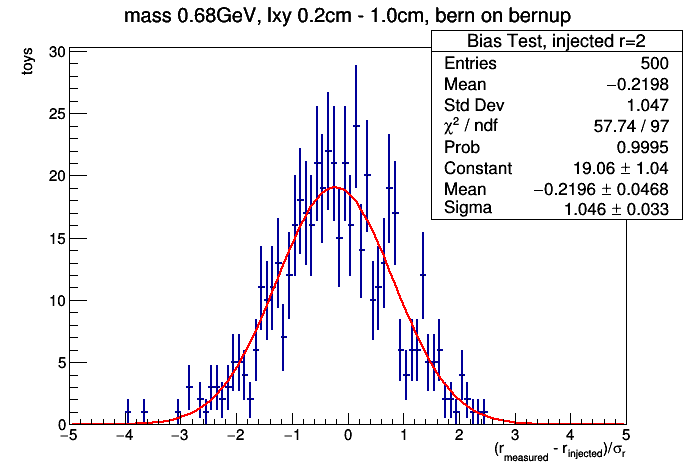 mass 0.68GeV, lxy 0.2cm - 1.0cm, bern on bernup
toys
Bias Test, injected r=2
Entries 500
Mean −0.2198
Std Dev 1.047
χ² / ndf 57.74 / 97
Prob 0.9995
Constant 19.06 ± 1.04
Mean −0.2196 ± 0.0468
Sigma 1.046 ± 0.033
30
25
20
15
10
5
0
−5 −4 −3 −2 −1 0 1 2 3 4 5
(r_measured - r_injected)/σ_r